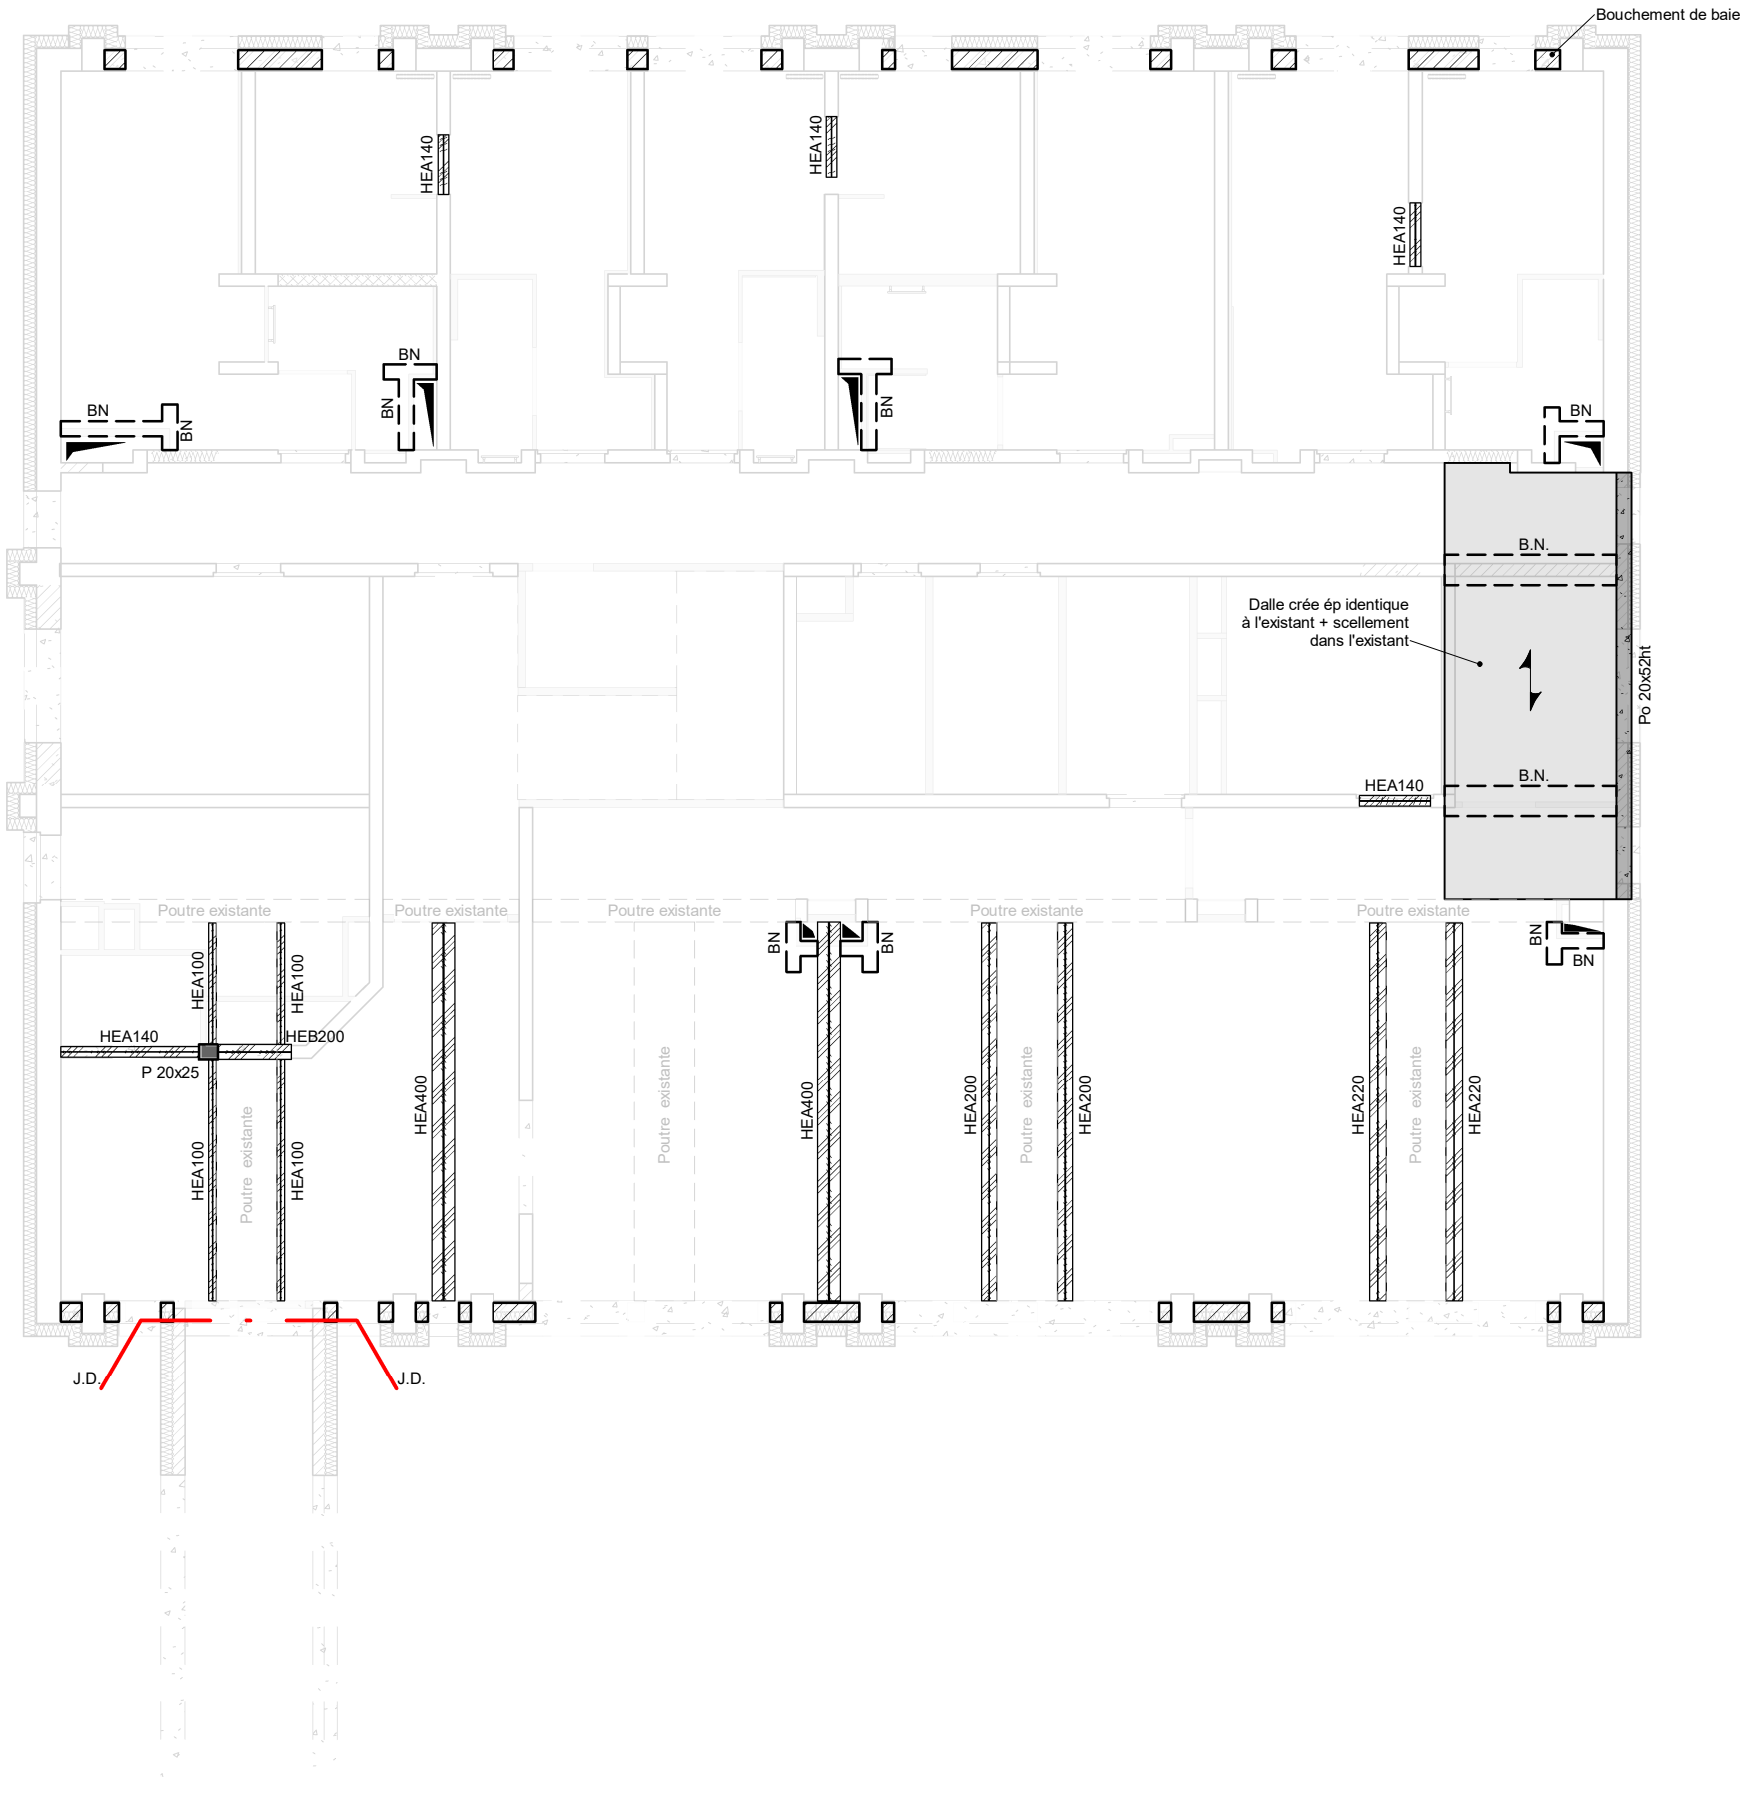 Bouchement de baie
HEA140
HEA140
HEA140
BN
BN
BN
BN
BN
BN
BN
B.N.
Dalle crée ép identique
à l'existant + scellement
dans l'existant
Po 20x52ht
B.N.
HEA140
Poutre existante
Poutre existante
Poutre existante
Poutre existante
Poutre existante
BN
BN
BN
BN
HEA100
HEA100
HEA140
HEB200
P 20x25
HEA100
HEA100
Poutre existante
HEA400
Poutre existante
HEA400
HEA200
Poutre existante
HEA200
HEA220
Poutre existante
HEA220
J.D.
J.D.